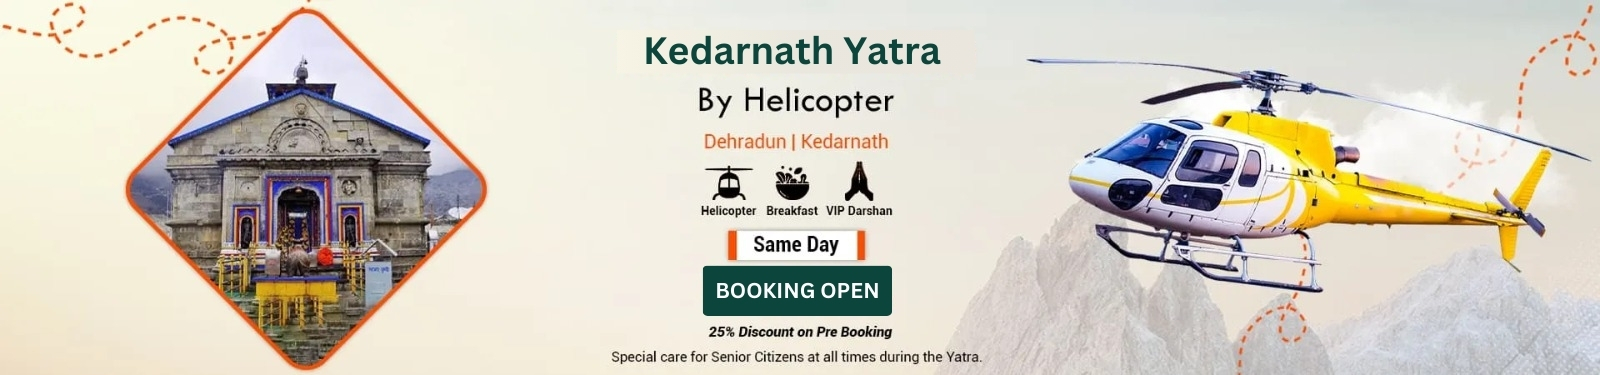 Kedarnath Yatra
By Helicopter
Dehradun | Kedarnath
Helicopter Breakfast VIP Darshan
Same Day
BOOKING OPEN
25% Discount on Pre Booking
Special care for Senior Citizens at all times during the Yatra.